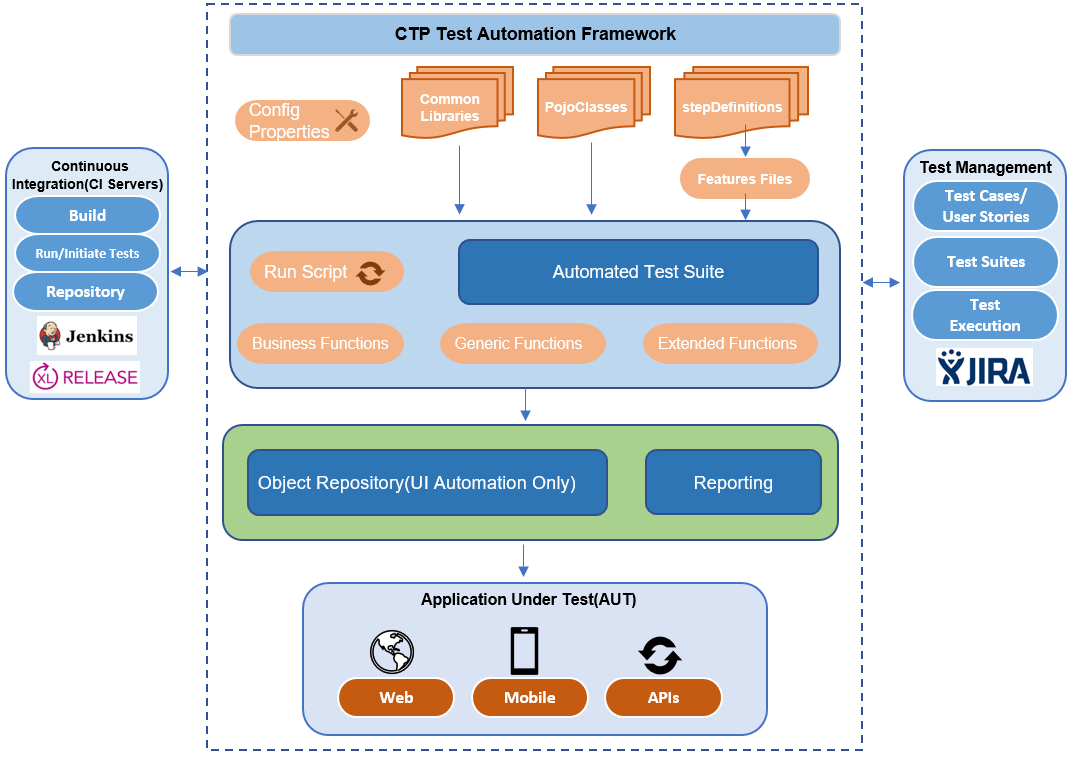 CTP Test Automation Framework
Config
Properties
Common
Libraries
PojoClasses
stepDefinitions
Features Files
Continuous
Integration(CI Servers)
Build
Run/Initiate Tests
Repository
Jenkins
XL RELEASE
Run Script
Automated Test Suite
Business Functions
Generic Functions
Extended Functions
Test Management
Test Cases/
User Stories
Test Suites
Test
Execution
JIRA
Object Repository(UI Automation Only)
Reporting
Application Under Test(AUT)
Web
Mobile
APIs